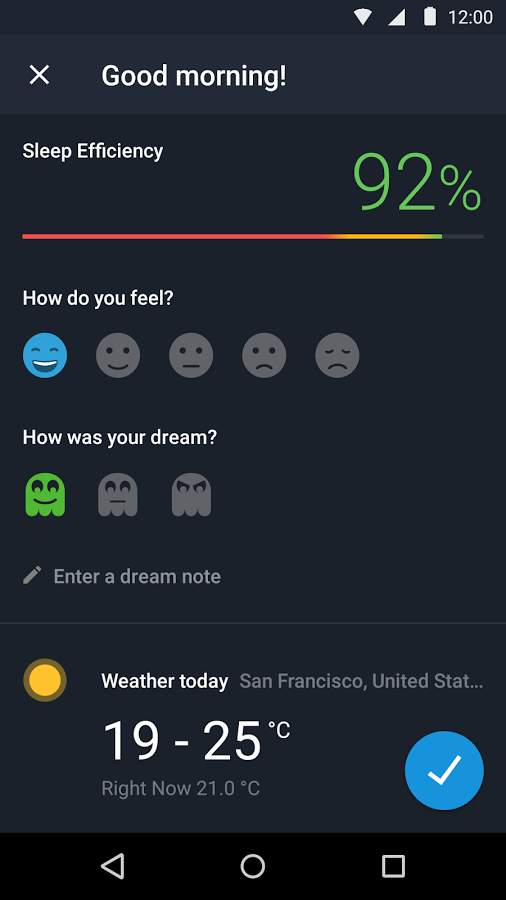 12:00
Good morning!
Sleep Efficiency
92%
How do you feel?
How was your dream?
Enter a dream note
Weather today San Francisco, United Stat...
19 - 25 °C
Right Now 21.0 °C